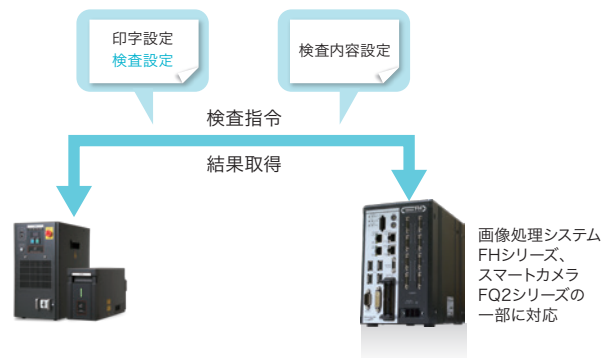 印字設定
検査設定
検査内容設定
検査指令
結果取得
画像処理システム
FHシリーズ、
スマートカメラ
FQ2シリーズの
一部に対応